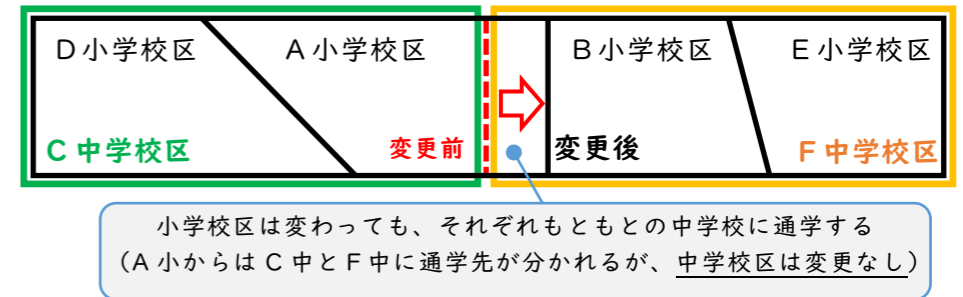 D小学校区 A小学校区 B小学校区 E小学校区
C中学校区 変更前 変更後 F中学校区
小学校区は変わっても、それぞれもともとの中学校に通学する
（A小からはC中とF中に通学先が分かれるが、中学校区は変更なし）